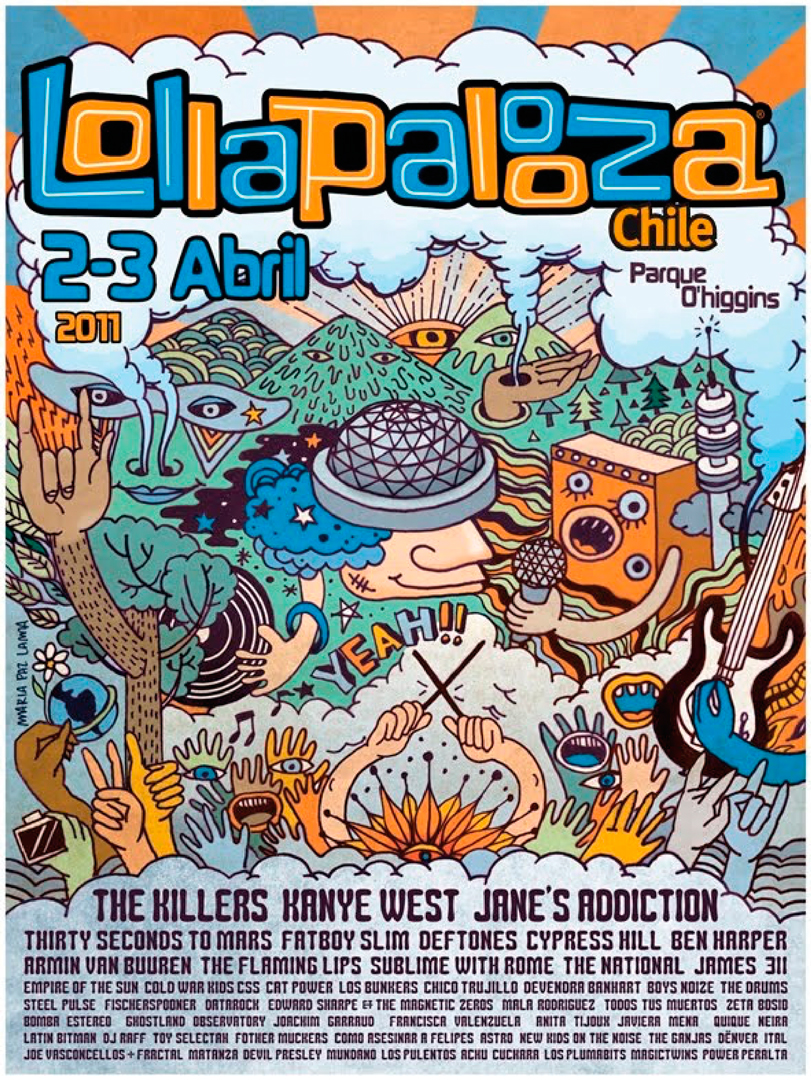 Lollapalooza®
Chile
2-3 Abril
2011
Parque
O'higgins
YEAH!!
MARIA PAZ LAMA
THE KILLERS KANYE WEST JANE'S ADDICTION
THIRTY SECONDS TO MARS FATBOY SLIM DEFTONES CYPRESS HILL BEN HARPER
ARMIN VAN BUUREN THE FLAMING LIPS SUBLIME WITH ROME THE NATIONAL JAMES 311
EMPIRE OF THE SUN COLD WAR KIDS CSS CAT POWER LOS BUNKERS CHICO TRUJILLO DEVENDRA BANHART BOYS NOIZE THE DRUMS
STEEL PULSE FISCHERSPOONER DATAROCK EDWARD SHARPE & THE MAGNETIC ZEROS MALA RODRIGUEZ TODOS TUS MUERTOS ZETA BOSIO
BOMBA ESTEREO GHOSTLAND OBSERVATORY JOACHIM GARRAUD FRANCISCA VALENZUELA ANITA TIJOUX JAVIERA MENA QUIQUE NEIRA
LATIN BITMAN DJ RAFF TOY SELECTAH FOTHER MUCKERS COMO ASESINAR A FELIPES ASTRO NEW KIDS ON THE NOISE THE GANJAS DËNVER ITAL
JOE VASCONCELLOS + FRACTAL MATANZA DEVIL PRESLEY MUNDANO LOS PULENTOS ACHU CUCHARA LOS PLUMABITS MAGICTWINS POWER PERALTA